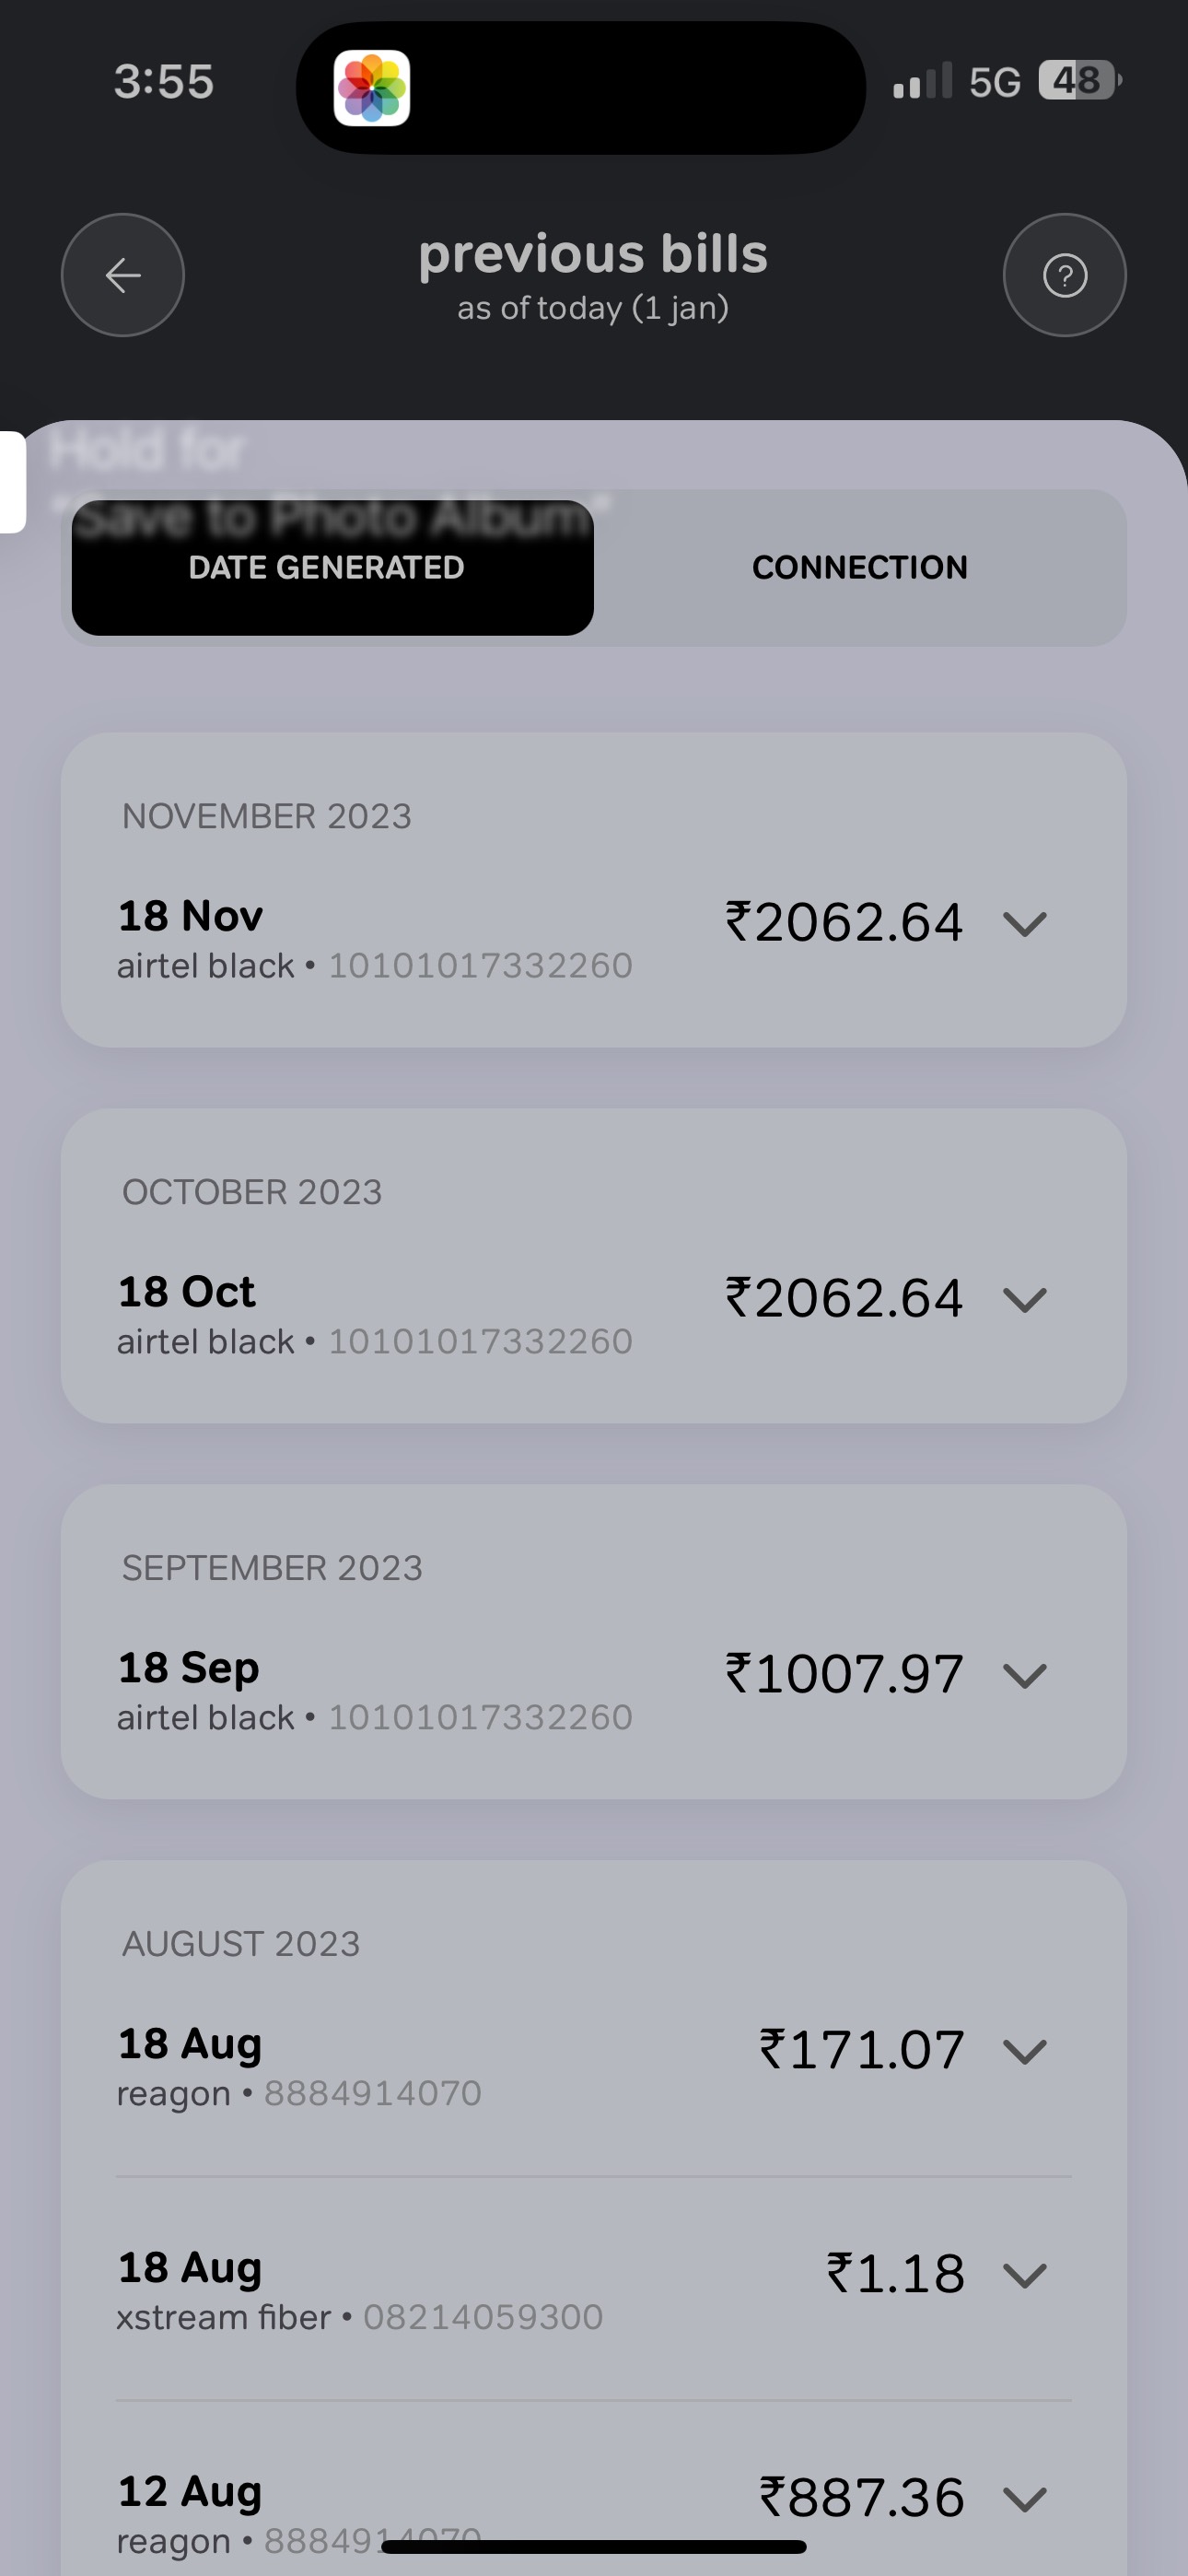 3:55
5G 48
previous bills
as of today (1 jan)
Hold for
"Save to Photo Album"
DATE GENERATED
CONNECTION
NOVEMBER 2023
18 Nov
₹2062.64
airtel black • 10101017332260
OCTOBER 2023
18 Oct
₹2062.64
airtel black • 10101017332260
SEPTEMBER 2023
18 Sep
₹1007.97
airtel black • 10101017332260
AUGUST 2023
18 Aug
₹171.07
reagon • 8884914070
18 Aug
₹1.18
xstream fiber • 08214059300
12 Aug
₹887.36
reagon • 8884914070